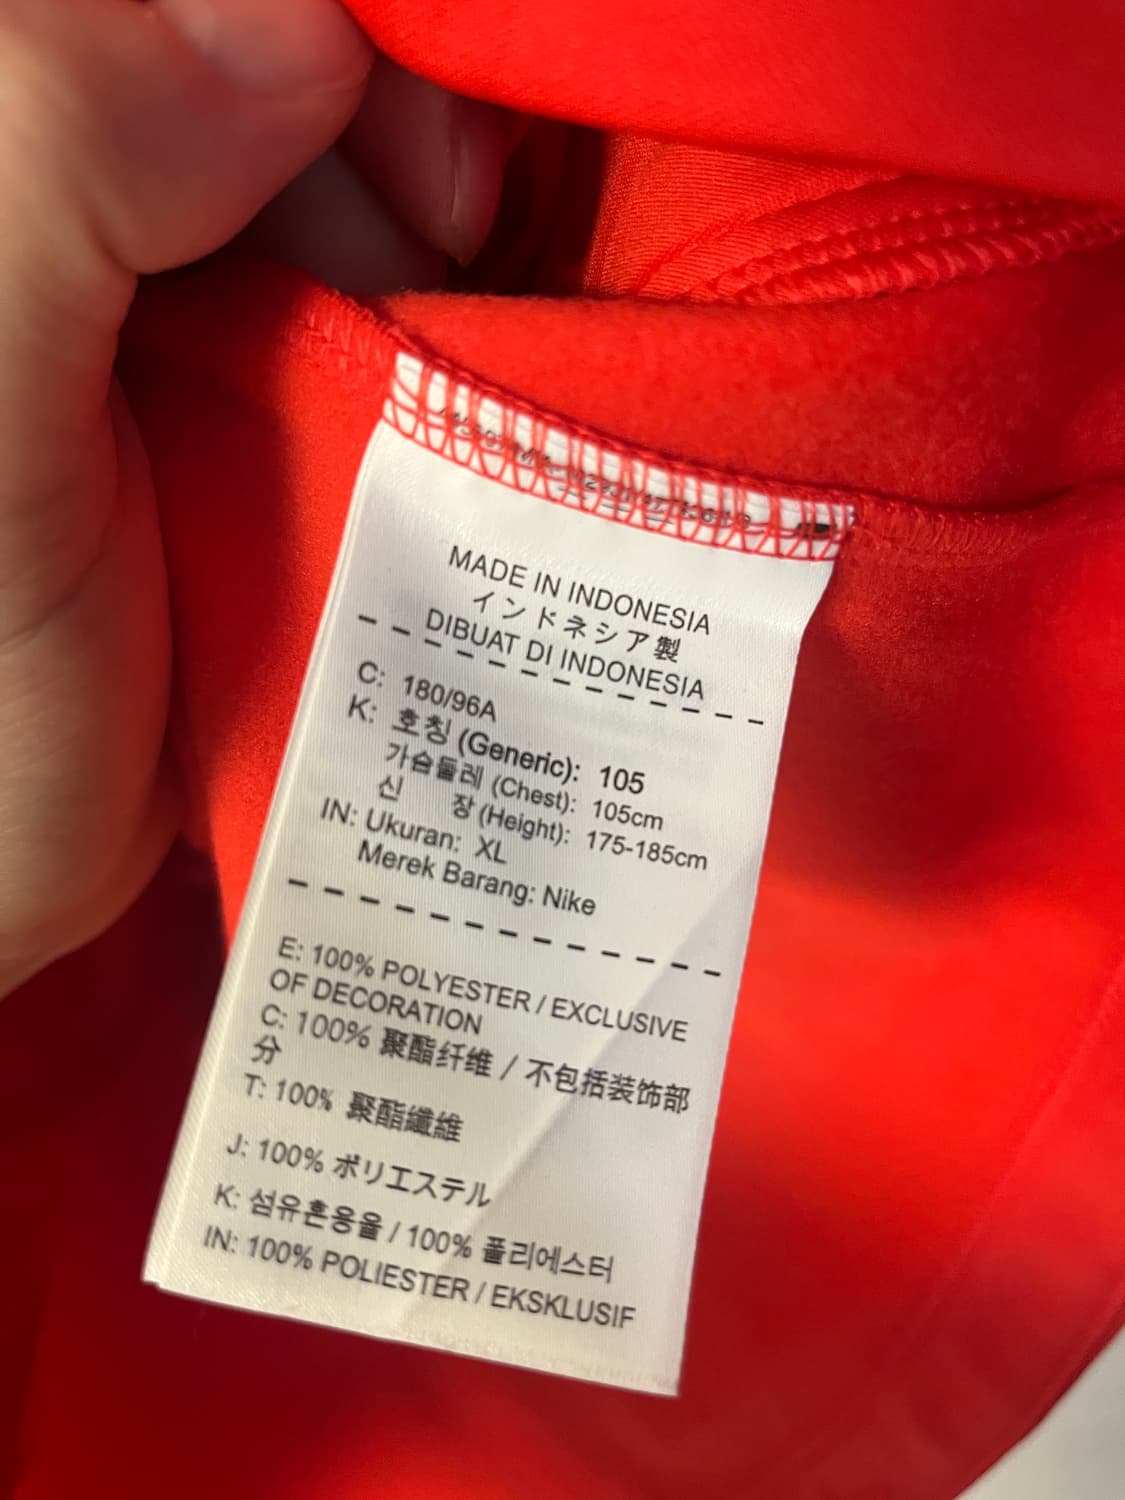 MADE IN INDONESIA
インドネシア製
DIBUAT DI INDONESIA
C: 180/96A
K: 호칭 (Generic): 105
가슴둘레 (Chest): 105cm
신 장 (Height): 175-185cm
IN: Ukuran: XL
Merek Barang: Nike
E: 100% POLYESTER / EXCLUSIVE
OF DECORATION
C: 100% 聚酯纤维 / 不包括装饰部
分
T: 100% 聚酯纖維
J: 100% ポリエステル
K: 섬유혼용율 / 100% 폴리에스터
IN: 100% POLIESTER / EKSKLUSIF